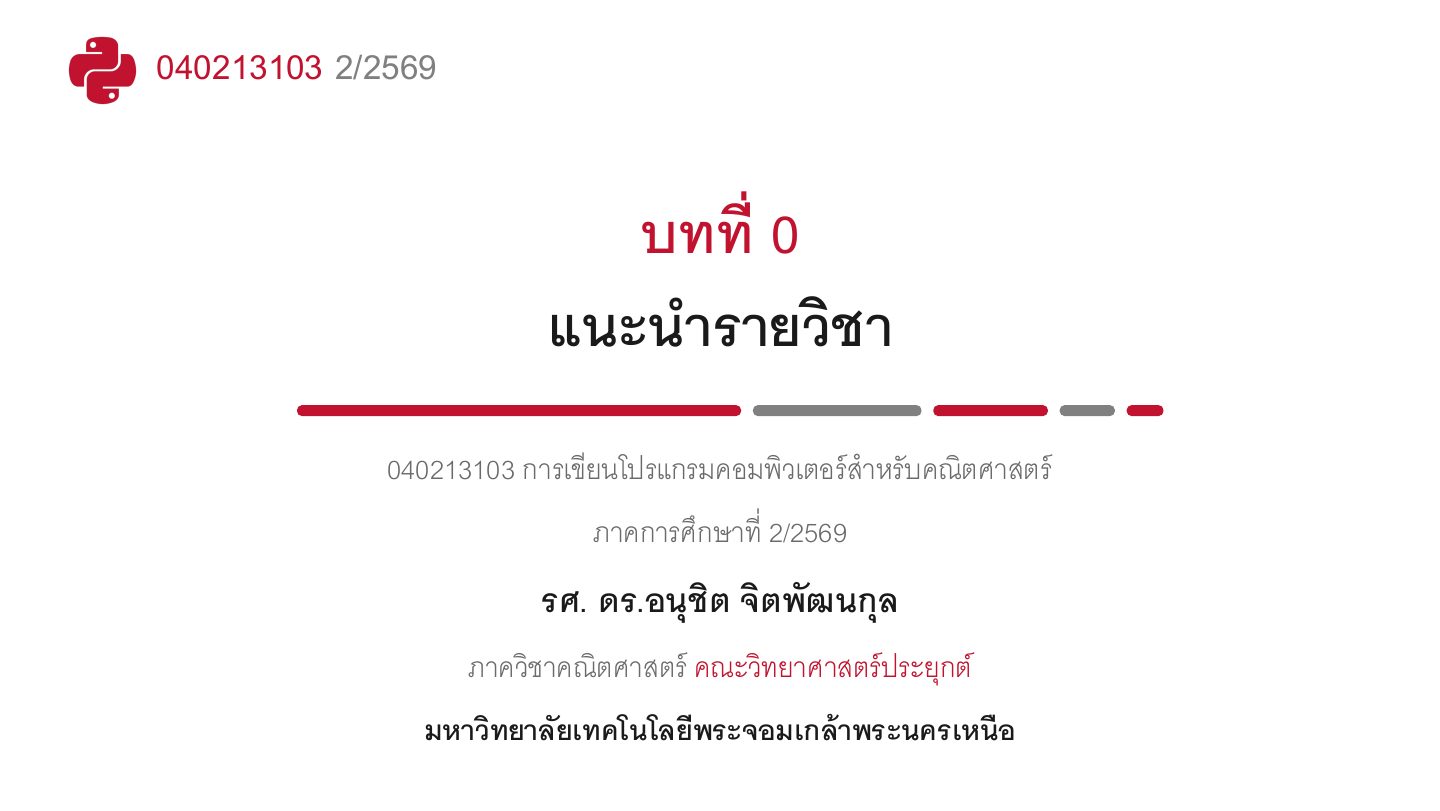 040213103 2/2569
บทที่ 0
แนะนำรายวิชา
040213103 การเขียนโปรแกรมคอมพิวเตอร์สำหรับคณิตศาสตร์
ภาคการศึกษาที่ 2/2569
รศ. ดร.อนุชิต จิตพัฒนกุล
ภาควิชาคณิตศาสตร์ คณะวิทยาศาสตร์ประยุกต์
มหาวิทยาลัยเทคโนโลยีพระจอมเกล้าพระนครเหนือ